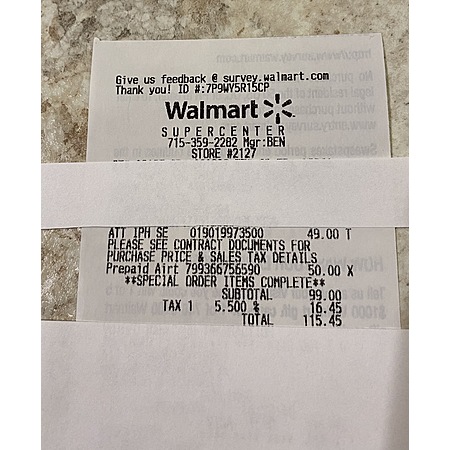 Give us feedback @ survey.walmart.com
Thank you! ID #:7P9WY5R15CP
Walmart
SUPERCENTER
715-359-2282 Mgr:BEN
STORE #2127
ATT IPH SE 019019973500 49.00 T
PLEASE SEE CONTRACT DOCUMENTS FOR
PURCHASE PRICE & SALES TAX DETAILS
Prepaid Airt 799366756590 50.00 X
**SPECIAL ORDER ITEMS COMPLETE**
SUBTOTAL 99.00
TAX 1 5.500 % 16.45
TOTAL 115.45